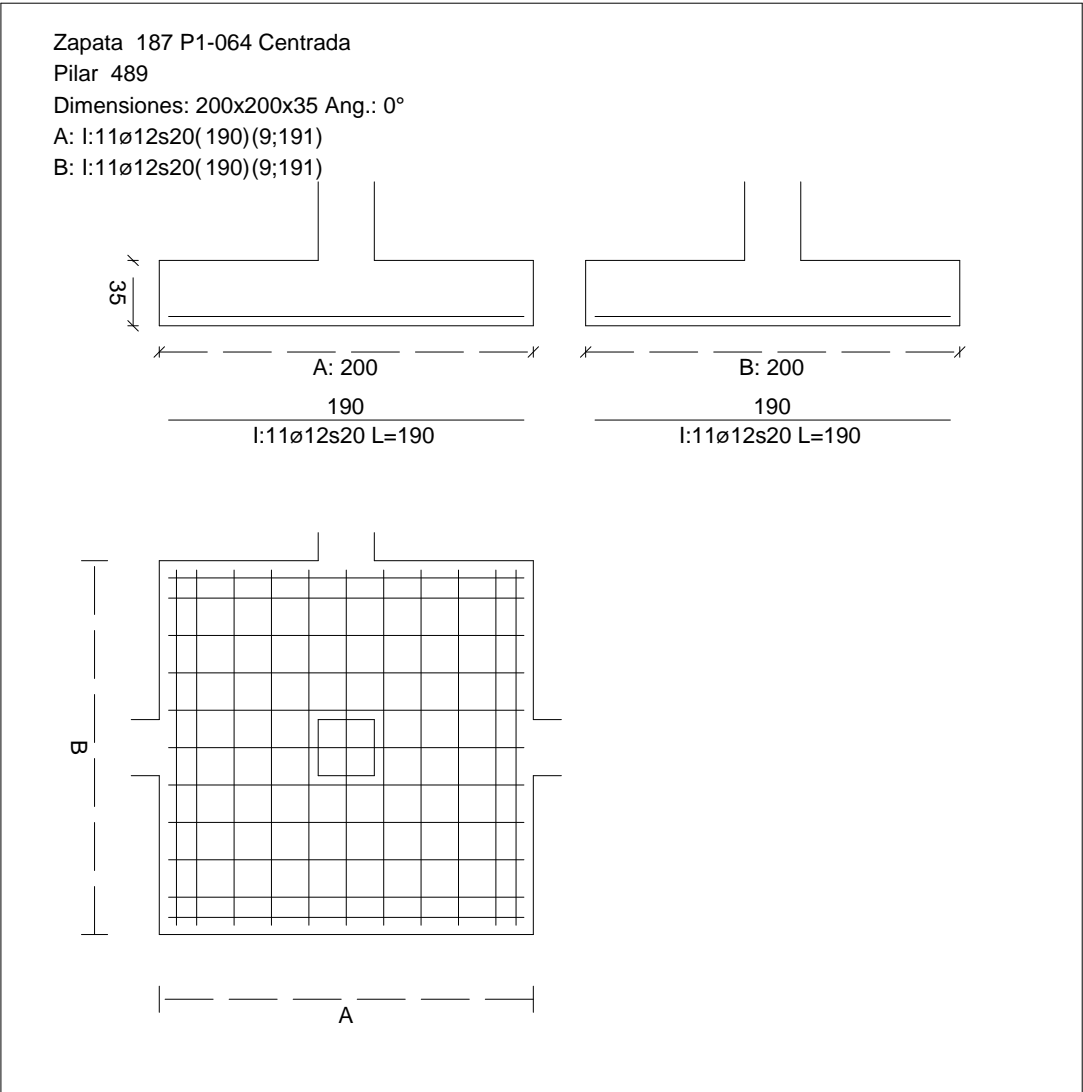 Zapata 187 P1-064 Centrada
Pilar 489
Dimensiones: 200x200x35 Ang.: 0°
A: I:11ø12s20(190)(9;191)
B: I:11ø12s20(190)(9;191)
35
A: 200
B: 200
190
I:11ø12s20 L=190
190
I:11ø12s20 L=190
B
A